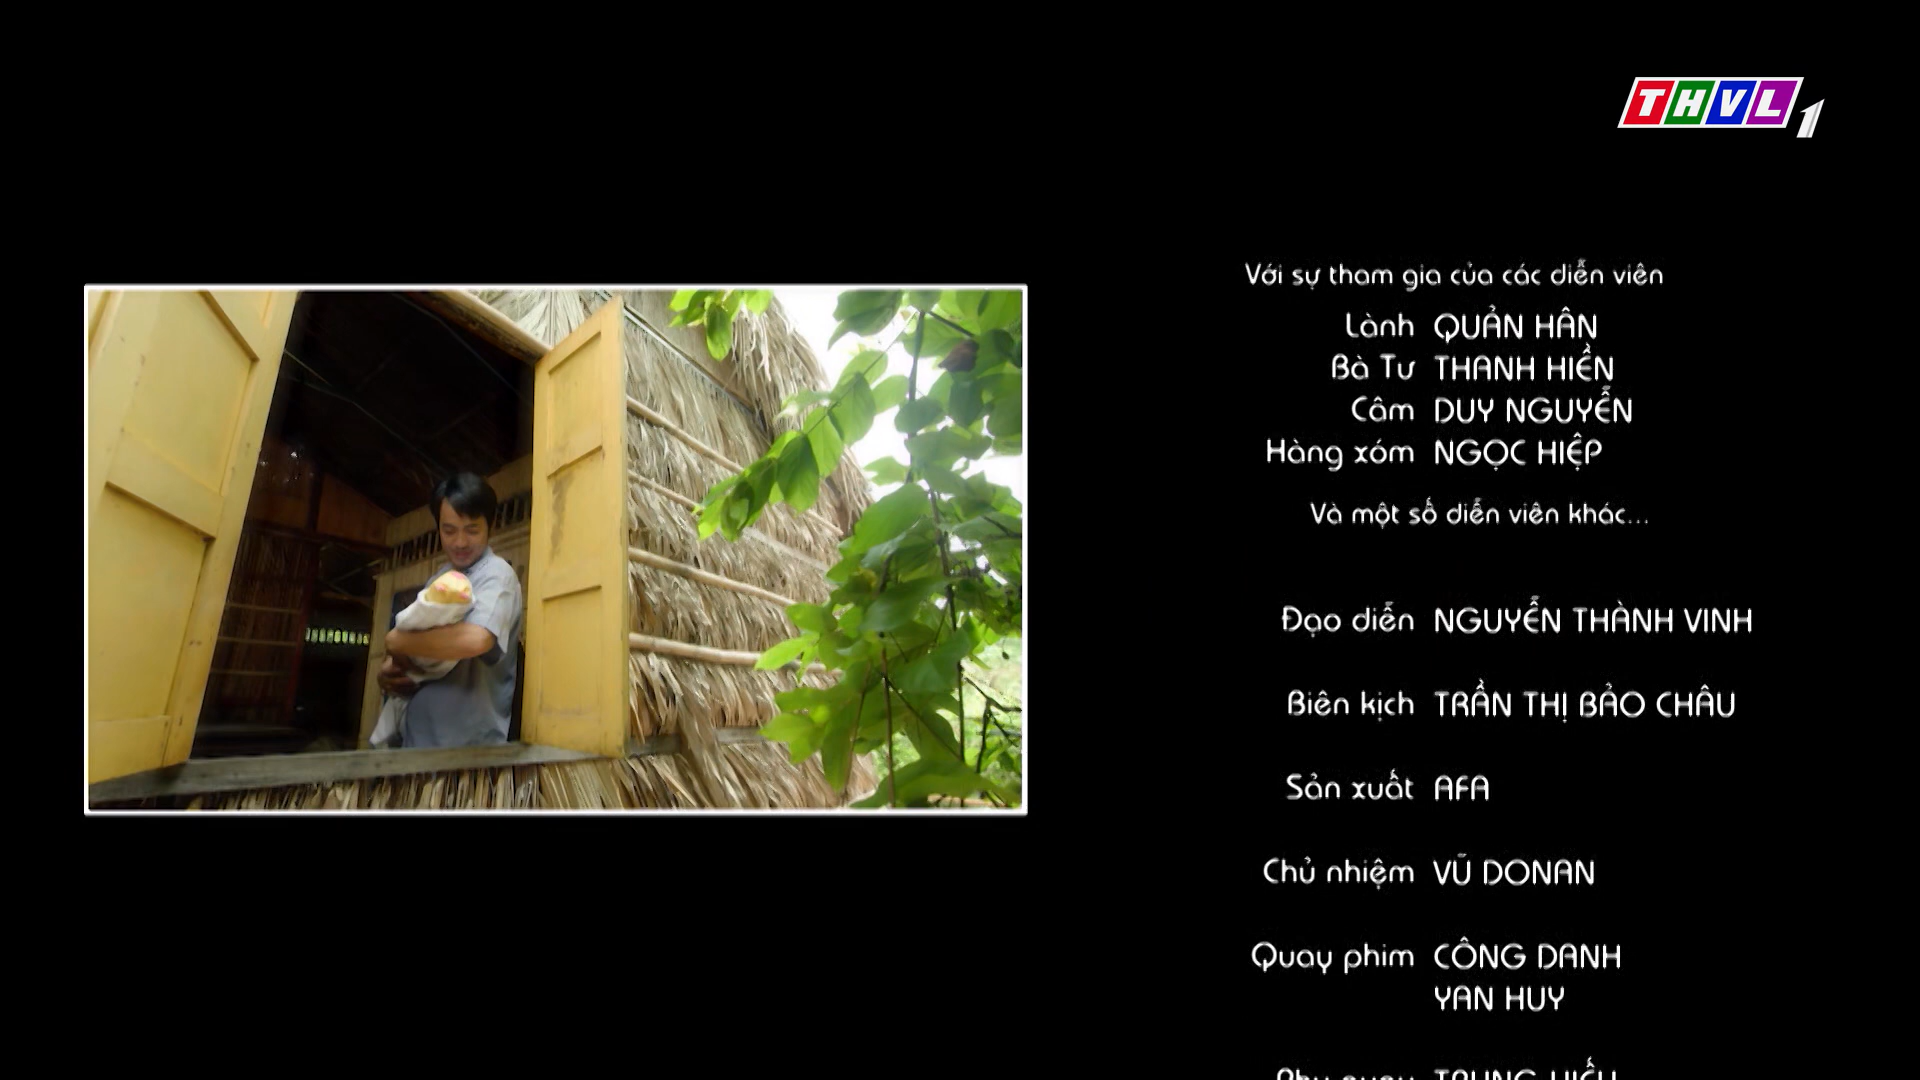 THVL1
Với sự tham gia của các diễn viên
Lành QUẢN HÂN
Bà Tư THANH HIỀN
Câm DUY NGUYỄN
Hàng xóm NGỌC HIỆP
Và một số diễn viên khác...
Đạo diễn NGUYỄN THÀNH VINH
Biên kịch TRẦN THỊ BẢO CHÂU
Sản xuất AFA
Chủ nhiệm VŨ DONAN
Quay phim CÔNG DANH
YAN HUY